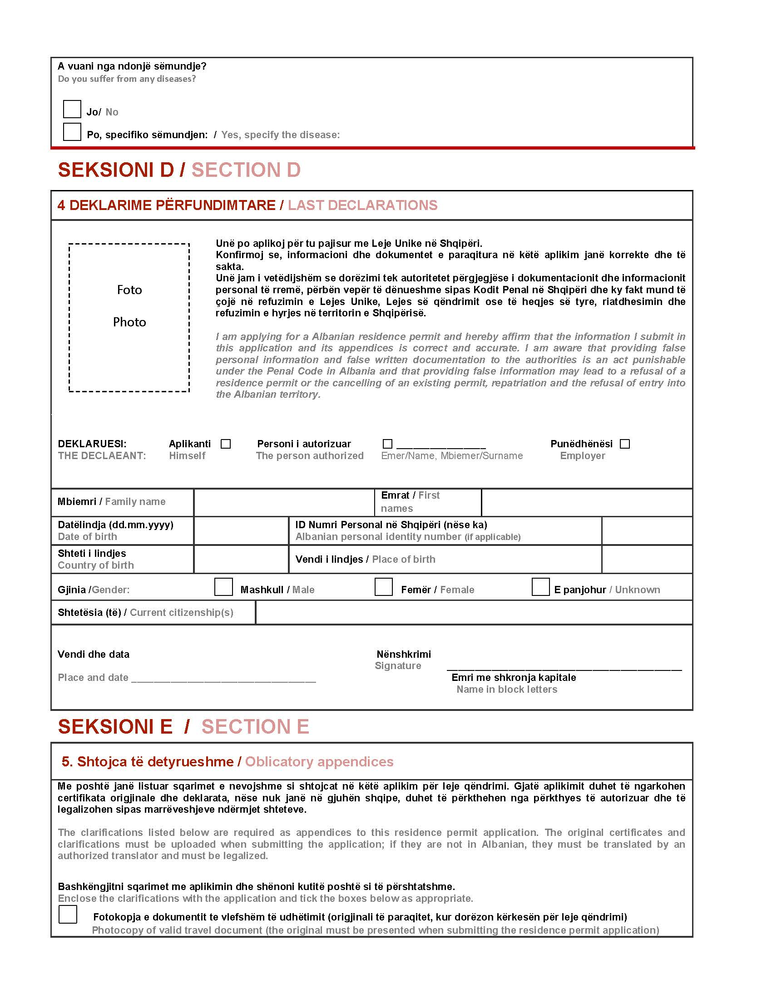 A vuani nga ndonjë sëmundje?
Do you suffer from any diseases?
Jo/ No
Po, specifiko sëmundjen: / Yes, specify the disease:
SEKSIONI D / SECTION D
4 DEKLARIME PËRFUNDIMTARE / LAST DECLARATIONS
Foto
Photo
Unë po aplikoj për tu pajisur me Leje Unike në Shqipëri.
Konfirmoj se, informacioni dhe dokumentet e paraqitura në këtë aplikim janë korrekte dhe të
sakta.
Unë jam i vetëdijshëm se dorëzimi tek autoritetet përgjegjëse i dokumentacionit dhe informacionit
personal të rremë, përbën vepër të dënueshme sipas Kodit Penal në Shqipëri dhe ky fakt mund të
çojë në refuzimin e Lejes Unike, Lejes së qëndrimit ose të heqjes së tyre, riatdhesimin dhe
refuzimin e hyrjes në territorin e Shqipërisë.
I am applying for a Albanian residence permit and hereby affirm that the information I submit in
this application and its appendices is correct and accurate. I am aware that providing false
personal information and false written documentation to the authorities is an act punishable
under the Penal Code in Albania and that providing false information may lead to a refusal of a
residence permit or the cancelling of an existing permit, repatriation and the refusal of entry into
the Albanian territory.
DEKLARUESI: Aplikanti Personi i autorizuar ________________ Punëdhënësi
THE DECLAEANT: Himself The person authorized Emer/Name, Mbiemer/Surname Employer
Mbiemri / Family name
Emrat / First
names
Datëlindja (dd.mm.yyyy)
Date of birth
ID Numri Personal në Shqipëri (nëse ka)
Albanian personal identity number (if applicable)
Shteti i lindjes
Country of birth
Vendi i lindjes / Place of birth
Gjinia /Gender: Mashkull / Male Femër / Female E panjohur / Unknown
Shtetësia (të) / Current citizenship(s)
Vendi dhe data
Place and date _________________________________
Nënshkrimi
Signature __________________________________________
Emri me shkronja kapitale
Name in block letters
SEKSIONI E / SECTION E
5. Shtojca të detyrueshme / Oblicatory appendices
Me poshtë janë listuar sqarimet e nevojshme si shtojcat në këtë aplikim për leje qëndrimi. Gjatë aplikimit duhet të ngarkohen
certifikata origjinale dhe deklarata, nëse nuk janë në gjuhën shqipe, duhet të përkthehen nga përkthyes të autorizuar dhe të
legalizohen sipas marrëveshjeve ndërmjet shteteve.
The clarifications listed below are required as appendices to this residence permit application. The original certificates and
clarifications must be uploaded when submitting the application; if they are not in Albanian, they must be translated by an
authorized translator and must be legalized.
Bashkëngjitni sqarimet me aplikimin dhe shënoni kutitë poshtë si të përshtatshme.
Enclose the clarifications with the application and tick the boxes below as appropriate.
Fotokopja e dokumentit te vlefshëm të udhëtimit (origjinali të paraqitet, kur dorëzon kërkesën për leje qëndrimi)
Photocopy of valid travel document (the original must be presented when submitting the residence permit application)